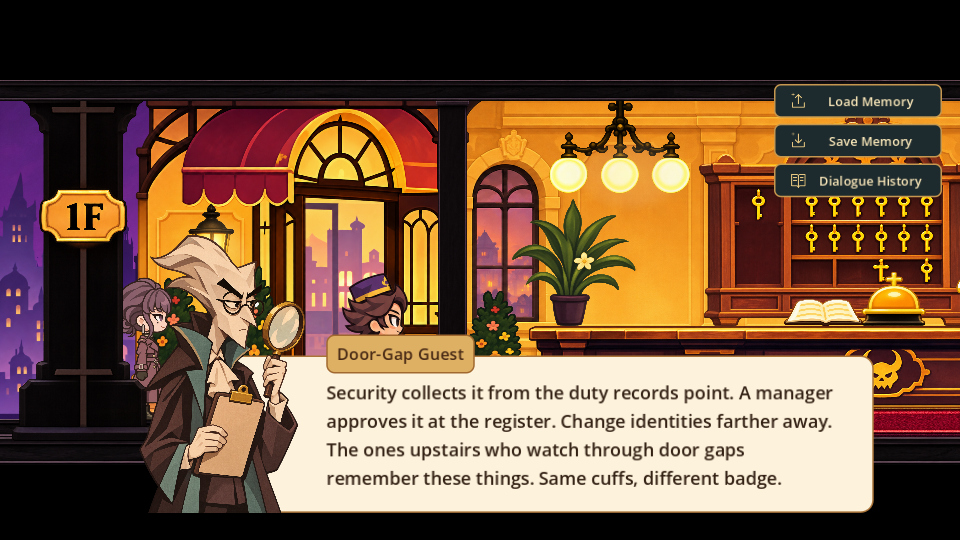 Load Memory
Save Memory
Dialogue History
1F
Door-Gap Guest
Security collects it from the duty records point. A manager
approves it at the register. Change identities farther away.
The ones upstairs who watch through door gaps
remember these things. Same cuffs, different badge.